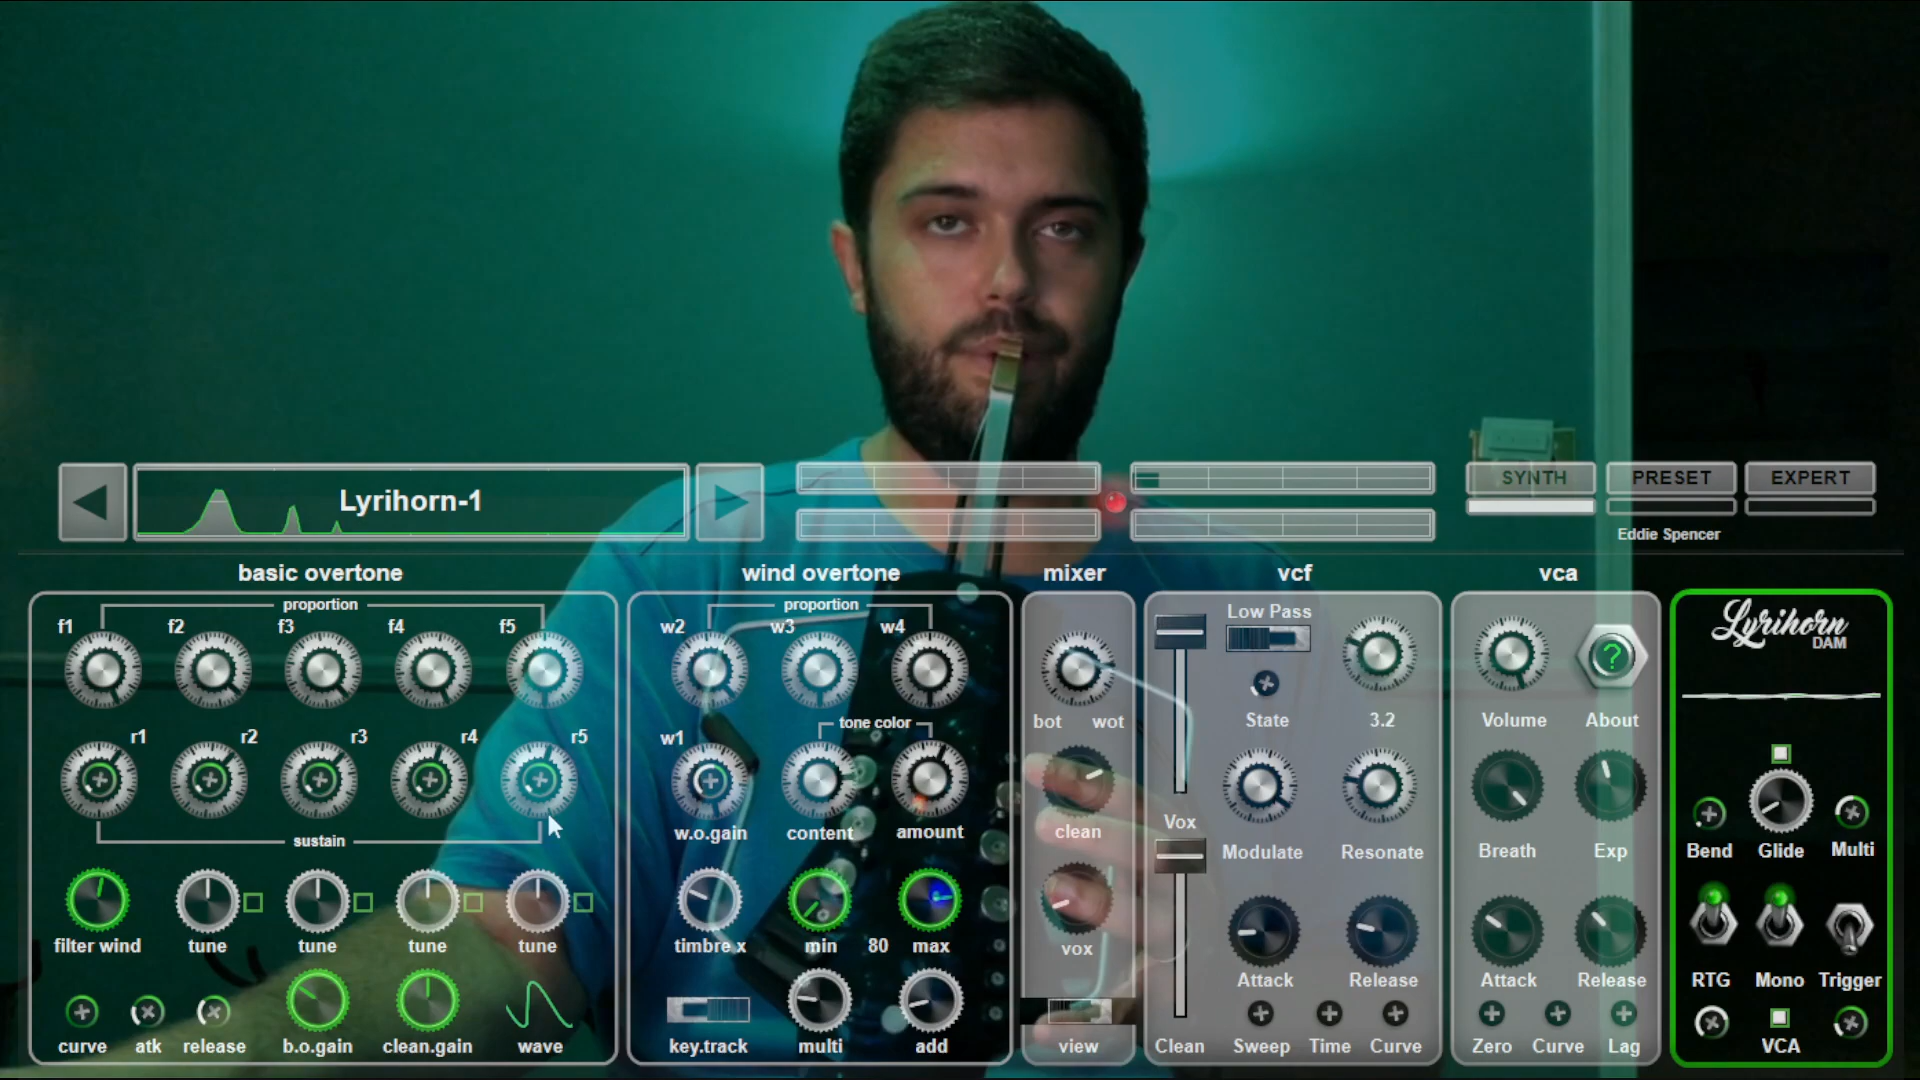 Lyrihorn-1
SYNTH PRESET EXPERT
Eddie Spencer
basic overtone wind overtone mixer vcf vca
proportion
f1 f2 f3 f4 f5
r1 r2 r3 r4 r5
sustain
filter wind tune tune tune tune
curve atk release b.o.gain clean.gain wave
proportion
w2 w3 w4
tone color
w1
w.o.gain content amount
timbre x min 80 max
key.track multi add
bot wot
clean
vox
view
Low Pass
State 3.2
Vox
Modulate Resonate
Attack Release
Clean Sweep Time Curve
Volume About
?
Breath Exp
Attack Release
Zero Curve Lag
Lyrihorn
DAM
Bend Glide Multi
RTG Mono Trigger
VCA